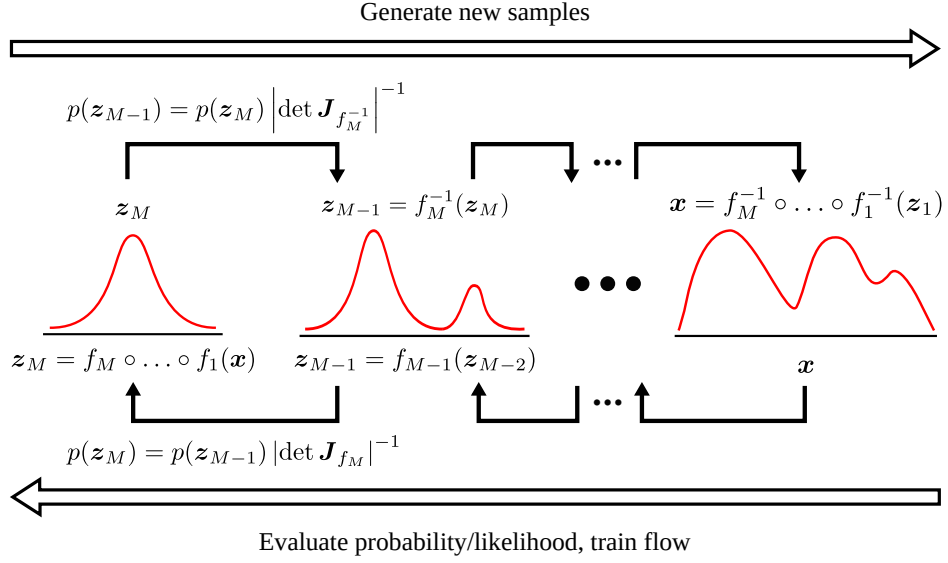 Generate new samples
p(z_{M-1}) = p(z_M) |det J_{f_M^{-1}}|^{-1}
...
z_M
z_{M-1} = f_M^{-1}(z_M)
x = f_M^{-1} ∘ … ∘ f_1^{-1}(z_1)
z_M = f_M ∘ … ∘ f_1(x)
z_{M-1} = f_{M-1}(z_{M-2})
x
...
p(z_M) = p(z_{M-1}) |det J_{f_M}|^{-1}
Evaluate probability/likelihood, train flow